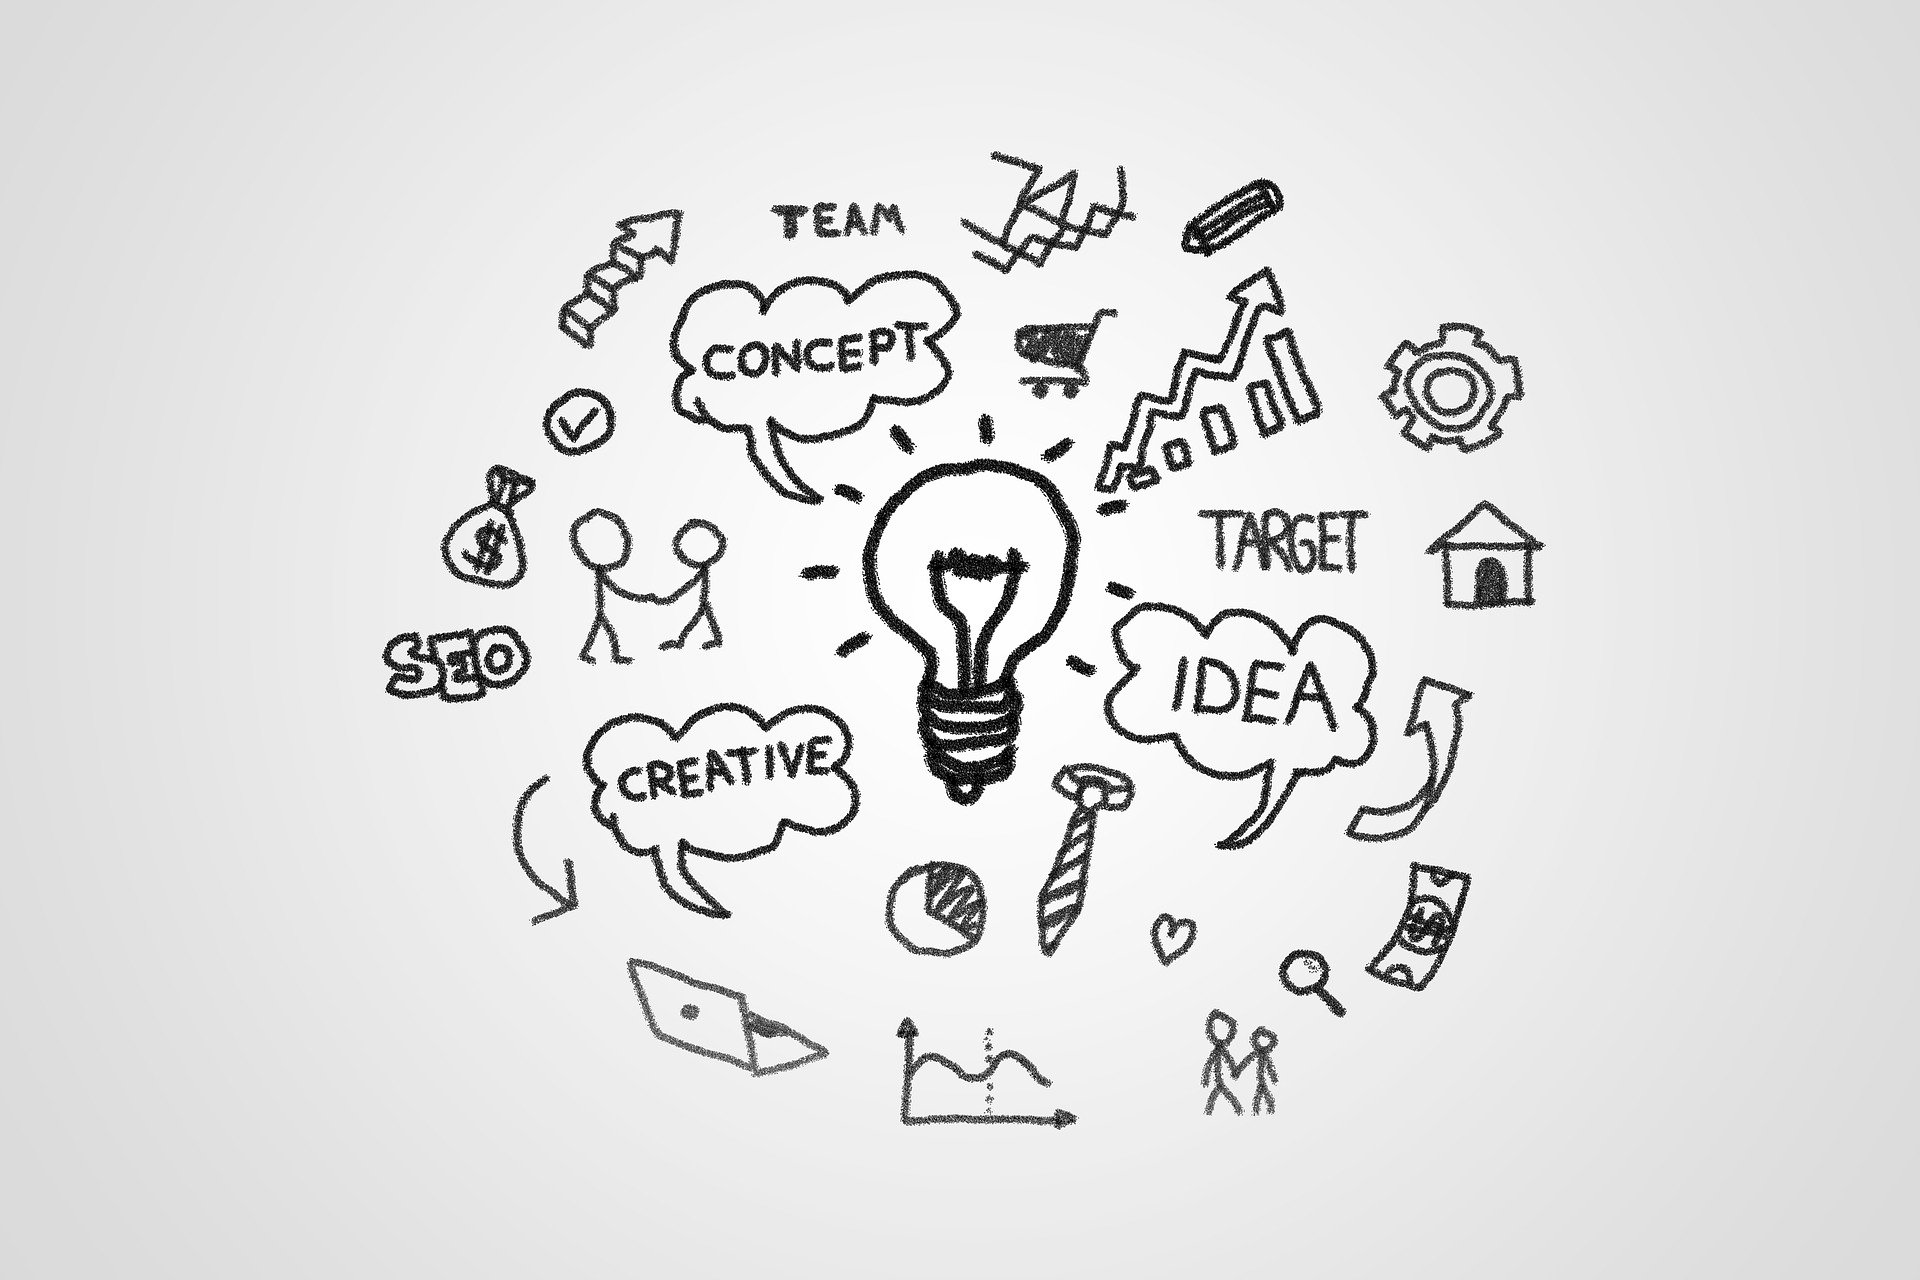 TEAM
CONCEPT
$
TARGET
SEO
IDEA
CREATIVE
$